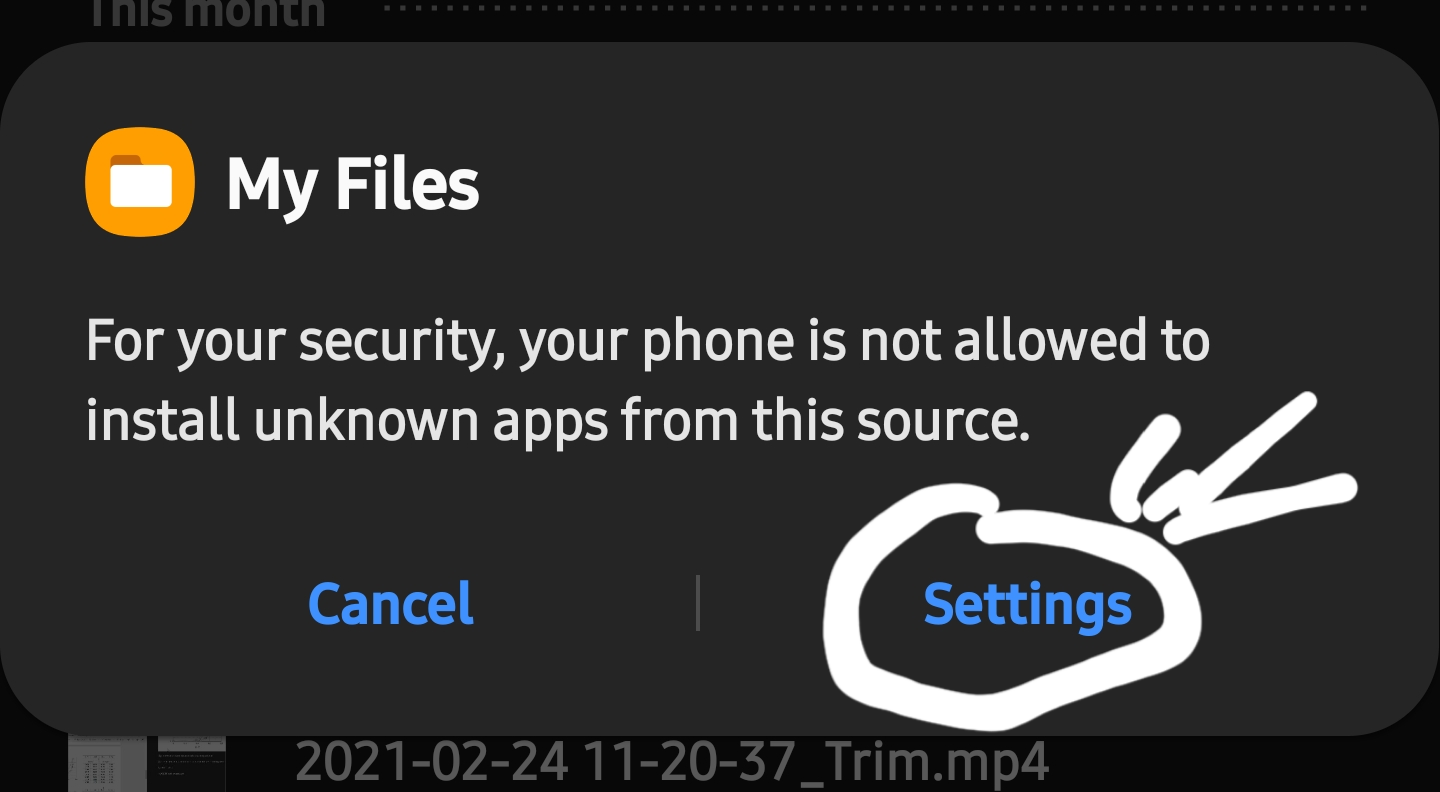 This month
My Files
For your security, your phone is not allowed to
install unknown apps from this source.
Cancel
Settings
2021-02-24 11-20-37_Trim.mp4